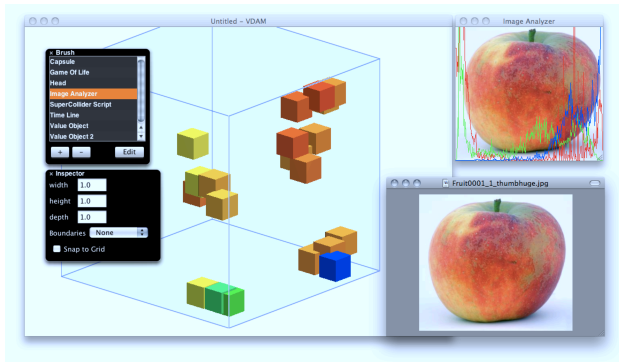 Untitled – VDAM
Image Analyzer
× Brush
Capsule
Game Of Life
Head
Image Analyzer
SuperCollider Script
Time Line
Value Object
Value Object 2
+ − Edit
× Inspector
width 1.0
height 1.0
depth 1.0
Boundaries None
Snap to Grid
Fruit0001_1_thumbhuge.jpg